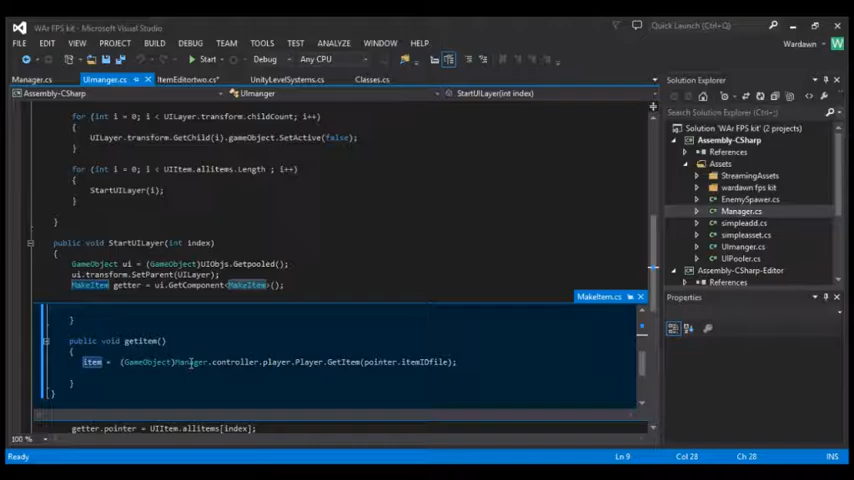 WAr FPS kit - Microsoft Visual Studio
Quick Launch (Ctrl+Q)
FILE EDIT VIEW PROJECT BUILD DEBUG TEAM TOOLS TEST ANALYZE WINDOW HELP
Wardawn W
Start Debug Any CPU
Manager.cs UImanger.cs ItemEditortwo.cs* UnityLevelSystems.cs Classes.cs
Assembly-CSharp UImanger StartUILayer(int index)
for (int i = 0; i < UILayer.transform.childCount; i++)
{
UILayer.transform.GetChild(i).gameObject.SetActive(false);
}
for (int i = 0; i < UIItem.allitems.Length ; i++)
{
StartUILayer(i);
}
}
public void StartUILayer(int index)
{
GameObject ui = (GameObject)UIObjs.Getpooled();
ui.transform.SetParent(UILayer);
MakeItem getter = ui.GetComponent<MakeItem>();
MakeItem.cs
}
public void getitem()
{
item = (GameObject)Manager.controller.player.Player.GetItem(pointer.itemIDfile);
}
}
getter.pointer = UIItem.allitems[index];
100 %
Solution Explorer
Search Solution Explorer
Solution 'WAr FPS kit' (2 projects)
Assembly-CSharp
References
Assets
StreamingAssets
wardawn fps kit
EnemySpawer.cs
Manager.cs
simpleadd.cs
simpleasset.cs
UImanger.cs
UIPooler.cs
Assembly-CSharp-Editor
References
Properties
Ready Ln 9 Col 28 Ch 28 INS